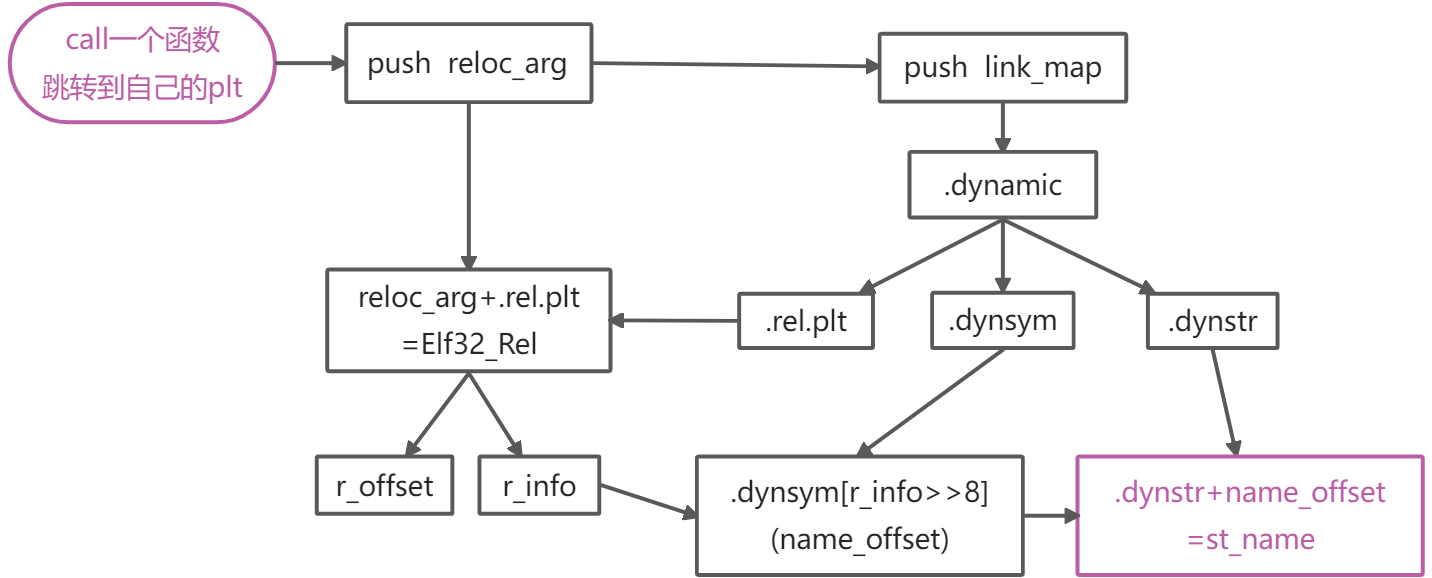 call一个函数
跳转到自己的plt
push reloc_arg
push link_map
.dynamic
reloc_arg+.rel.plt
=Elf32_Rel
.rel.plt
.dynsym
.dynstr
r_offset
r_info
.dynsym[r_info>>8]
(name_offset)
.dynstr+name_offset
=st_name